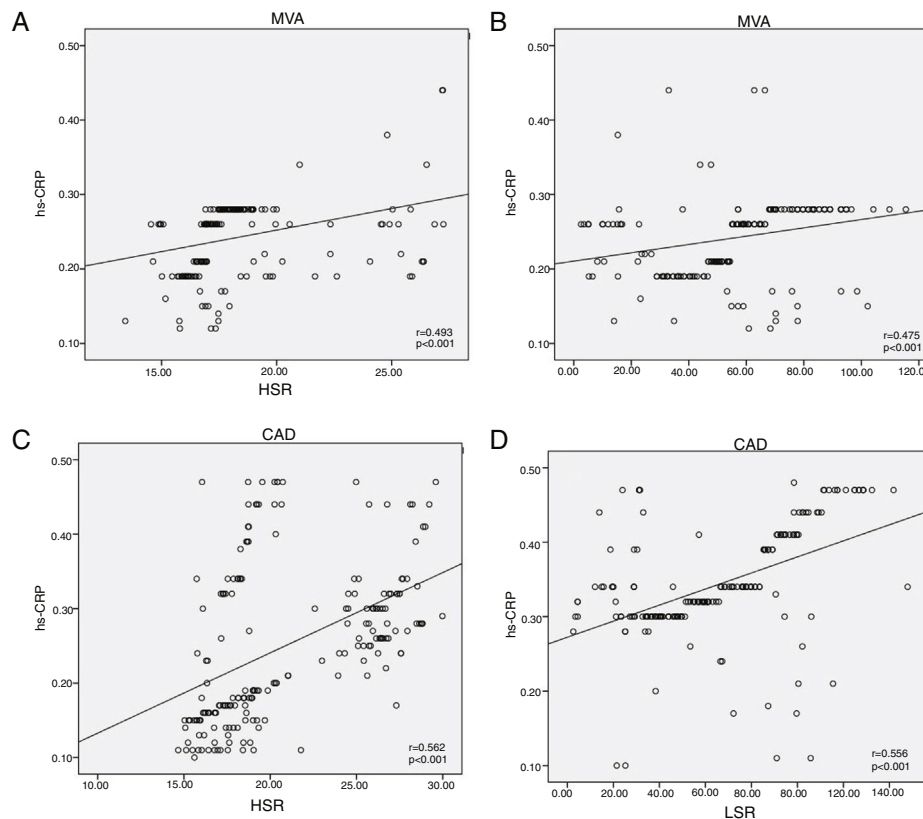 A
MVA
hs-CRP
0.50
0.40
0.30
0.20
0.10
r=0.493
p<0.001
15.00 20.00 25.00
HSR
B
MVA
hs-CRP
0.50
0.40
0.30
0.20
0.10
r=0.475
p<0.001
0.00 20.00 40.00 60.00 80.00 100.00 120.0
C
CAD
hs-CRP
0.50
0.40
0.30
0.20
0.10
r=0.562
p<0.001
10.00 15.00 20.00 25.00 30.00
HSR
D
CAD
hs-CRP
0.50
0.40
0.30
0.20
0.10
r=0.556
p<0.001
0.00 20.00 40.00 60.00 80.00 100.00 120.00 140.00
LSR